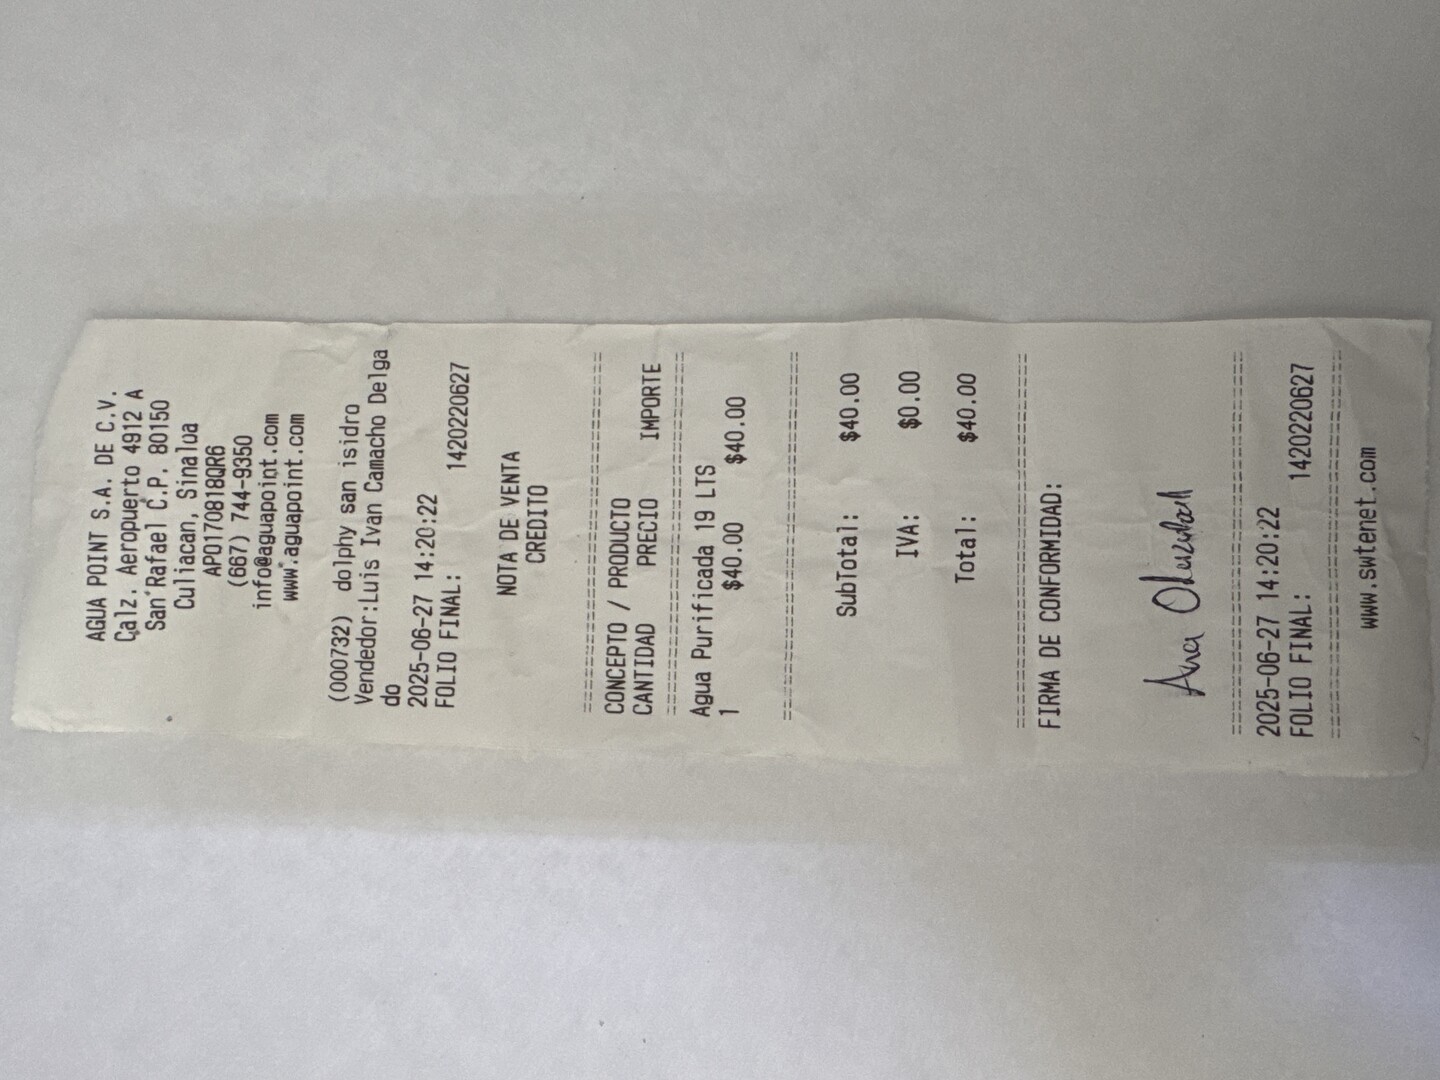 AGUA POINT S.A. DE C.V.
Calz. Aeropuerto 4912 A
San Rafael C.P. 80150
Culiacan, Sinaloa
APO170818QR6
(667) 744-9350
info@aguapoint.com
www.aguapoint.com
(000732) dolphy san isidro
Vendedor:Luis Ivan Camacho Delga
do
2025-06-27 14:20:22
FOLIO FINAL: 1420220627
NOTA DE VENTA
CREDITO
================================
CONCEPTO / PRODUCTO
CANTIDAD PRECIO IMPORTE
================================
Agua Purificada 19 LTS
1 $40.00 $40.00
================================
SubTotal: $40.00
IVA: $0.00
Total: $40.00
================================
FIRMA DE CONFORMIDAD:
Ana
================================
2025-06-27 14:20:22
FOLIO FINAL: 1420220627
================================
www.swtenet.com